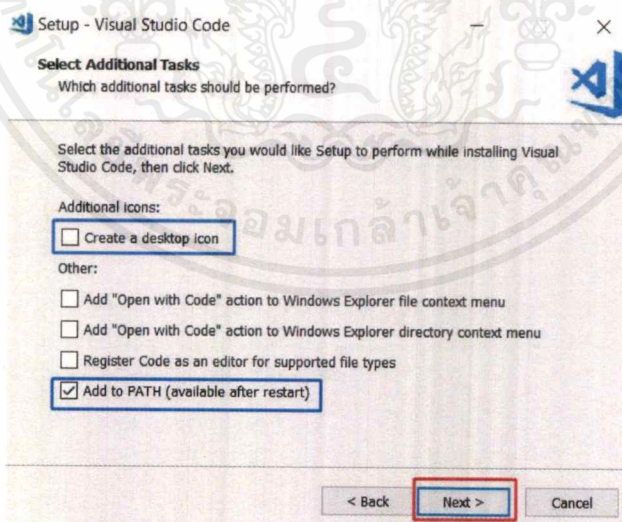 Setup - Visual Studio Code
Select Additional Tasks
Which additional tasks should be performed?
Select the additional tasks you would like Setup to perform while installing Visual
Studio Code, then click Next.
Additional icons:
Create a desktop icon
Other:
Add "Open with Code" action to Windows Explorer file context menu
Add "Open with Code" action to Windows Explorer directory context menu
Register Code as an editor for supported file types
Add to PATH (available after restart)
< Back
Next >
Cancel